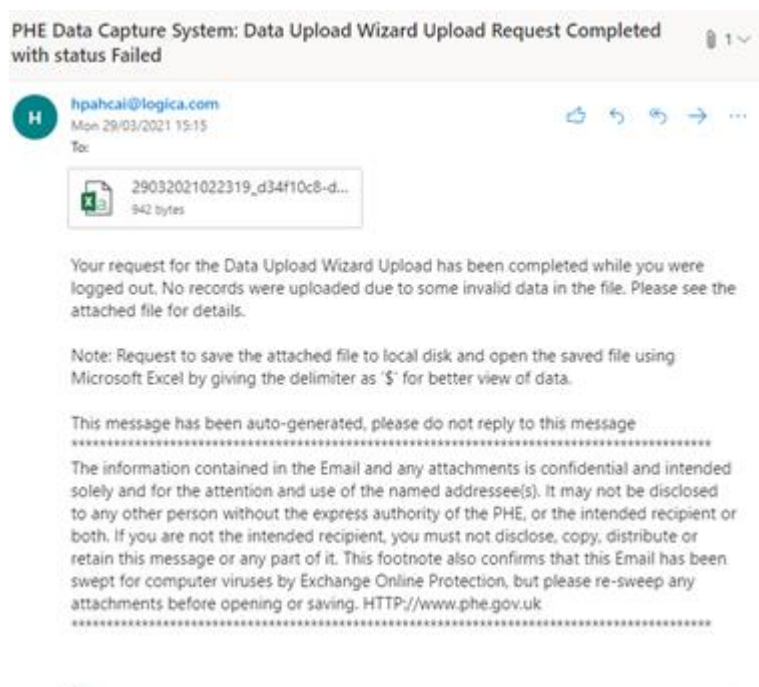 PHE Data Capture System: Data Upload Wizard Upload Request Completed
with status Failed
1
H
hpahcai@logica.com
Mon 29/03/2021 15:15
To:
29032021022319_d34f10c8-d...
942 bytes
Your request for the Data Upload Wizard Upload has been completed while you were
logged out. No records were uploaded due to some invalid data in the file. Please see the
attached file for details.
Note: Request to save the attached file to local disk and open the saved file using
Microsoft Excel by giving the delimiter as '$' for better view of data.
This message has been auto-generated, please do not reply to this message
******************************************************************************************
The information contained in the Email and any attachments is confidential and intended
solely and for the attention and use of the named addressee(s). It may not be disclosed
to any other person without the express authority of the PHE, or the intended recipient or
both. If you are not the intended recipient, you must not disclose, copy, distribute or
retain this message or any part of it. This footnote also confirms that this Email has been
swept for computer viruses by Exchange Online Protection, but please re-sweep any
attachments before opening or saving. HTTP://www.phe.gov.uk
******************************************************************************************